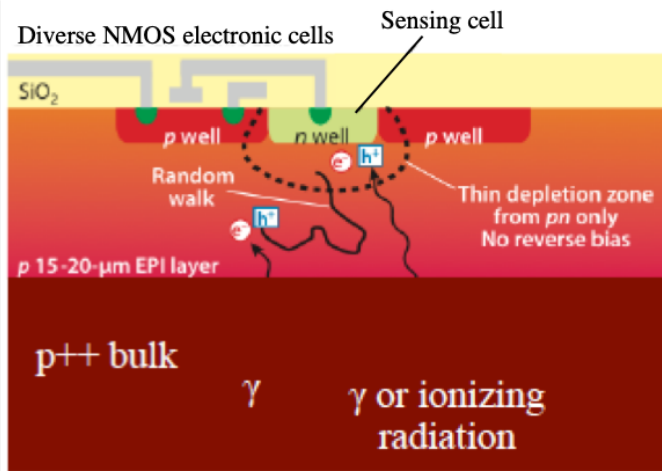 Diverse NMOS electronic cells
Sensing cell
SiO₂
p well
n well
p well
e⁻
h⁺
Random
walk
h⁺
e⁻
Thin depletion zone
from pn only
No reverse bias
p 15-20-µm EPI layer
p++ bulk
γ
γ or ionizing
radiation